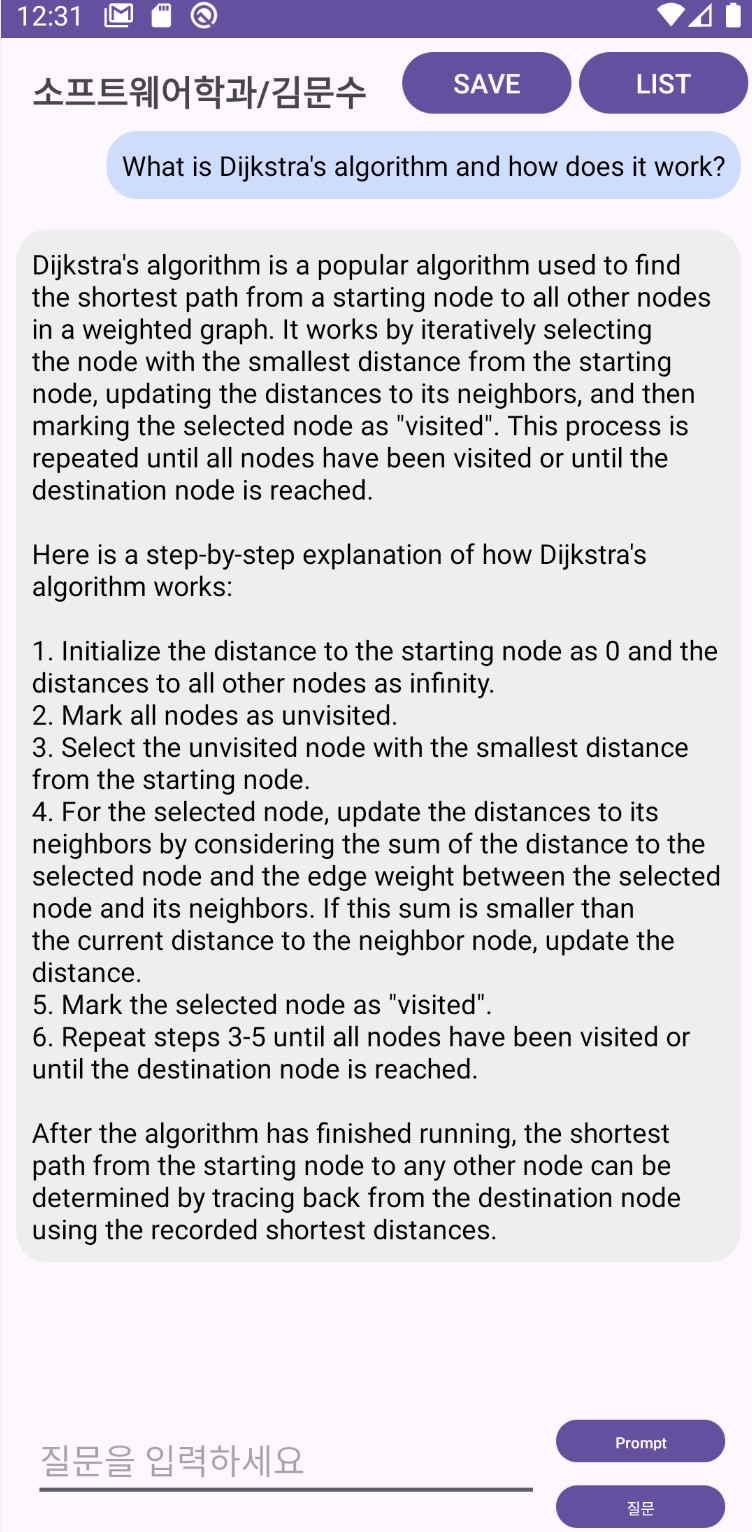 12:31
소프트웨어학과/김문수
SAVE
LIST
What is Dijkstra's algorithm and how does it work?
Dijkstra's algorithm is a popular algorithm used to find
the shortest path from a starting node to all other nodes
in a weighted graph. It works by iteratively selecting
the node with the smallest distance from the starting
node, updating the distances to its neighbors, and then
marking the selected node as "visited". This process is
repeated until all nodes have been visited or until the
destination node is reached.
Here is a step-by-step explanation of how Dijkstra's
algorithm works:
1. Initialize the distance to the starting node as 0 and the
distances to all other nodes as infinity.
2. Mark all nodes as unvisited.
3. Select the unvisited node with the smallest distance
from the starting node.
4. For the selected node, update the distances to its
neighbors by considering the sum of the distance to the
selected node and the edge weight between the selected
node and its neighbors. If this sum is smaller than
the current distance to the neighbor node, update the
distance.
5. Mark the selected node as "visited".
6. Repeat steps 3-5 until all nodes have been visited or
until the destination node is reached.
After the algorithm has finished running, the shortest
path from the starting node to any other node can be
determined by tracing back from the destination node
using the recorded shortest distances.
질문을 입력하세요
Prompt
질문